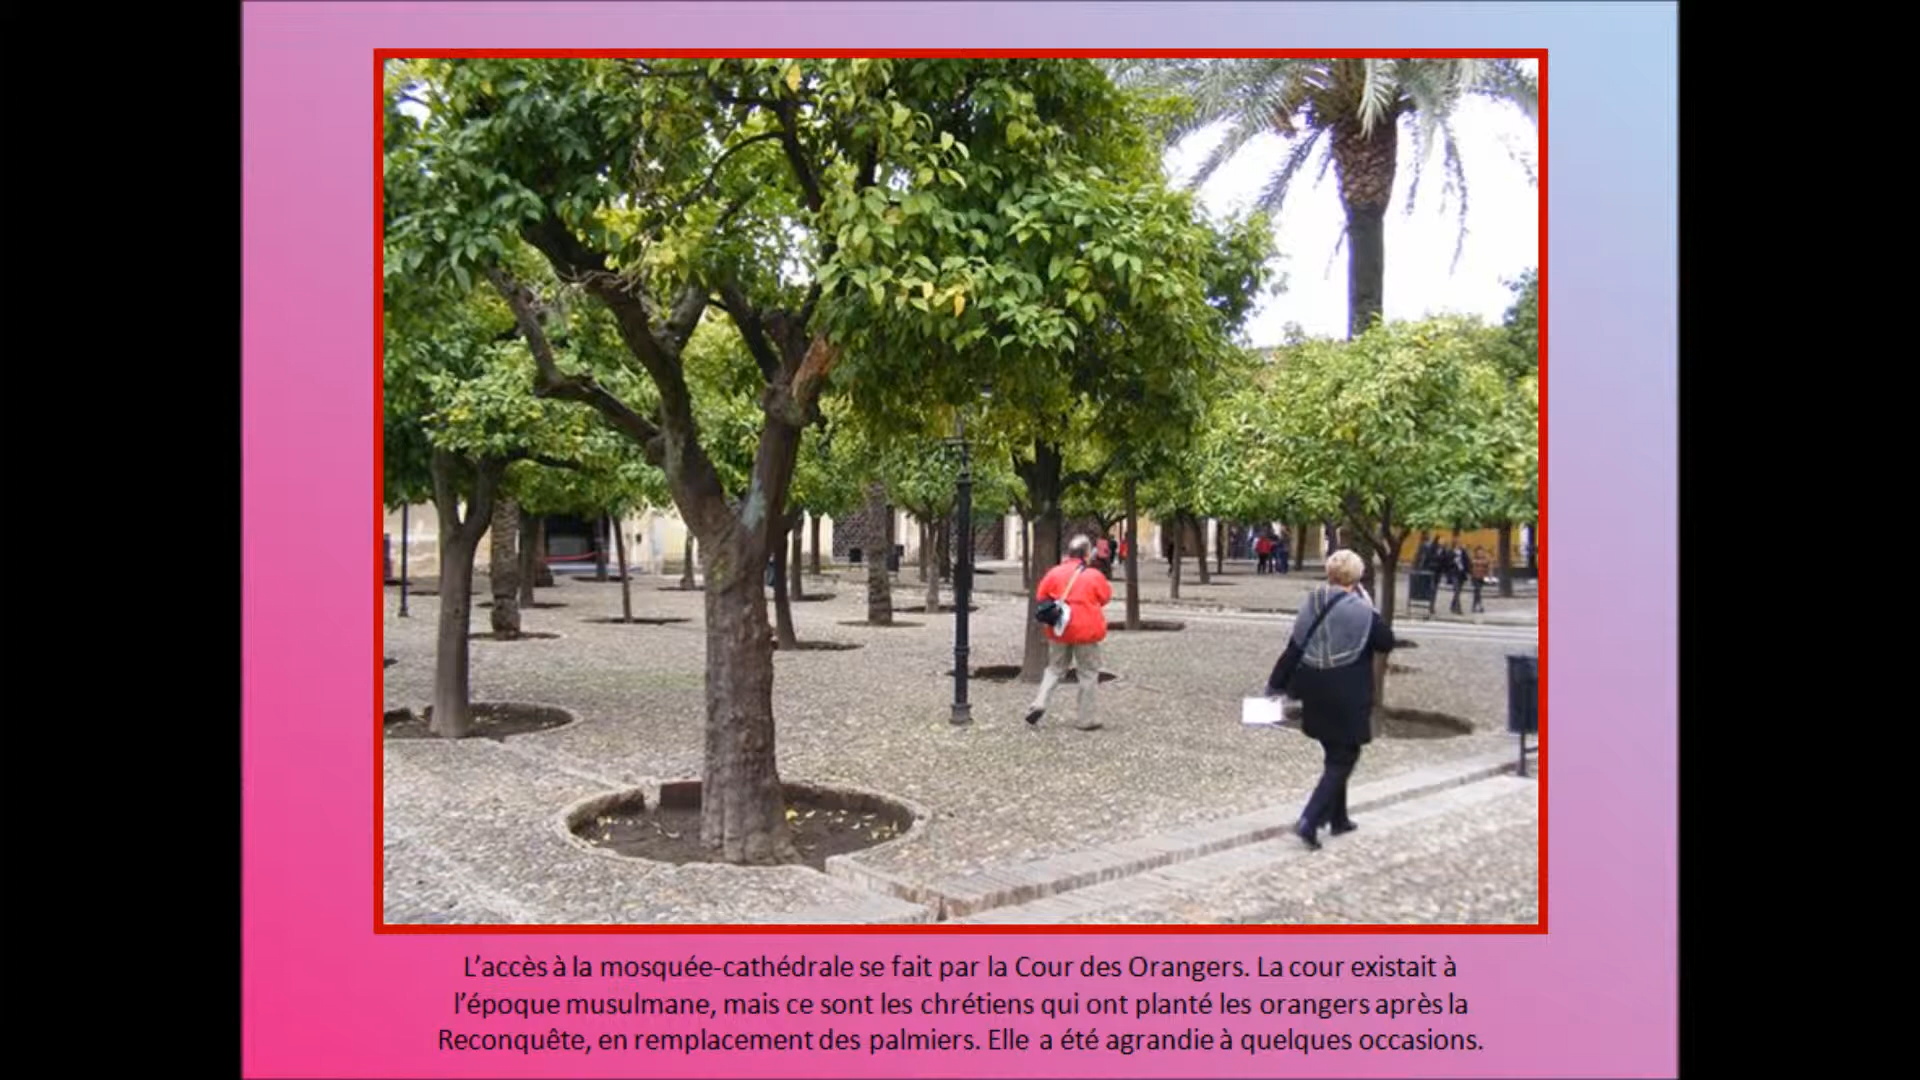 L'accès à la mosquée-cathédrale se fait par la Cour des Orangers. La cour existait à
l'époque musulmane, mais ce sont les chrétiens qui ont planté les orangers après la
Reconquête, en remplacement des palmiers. Elle a été agrandie à quelques occasions.